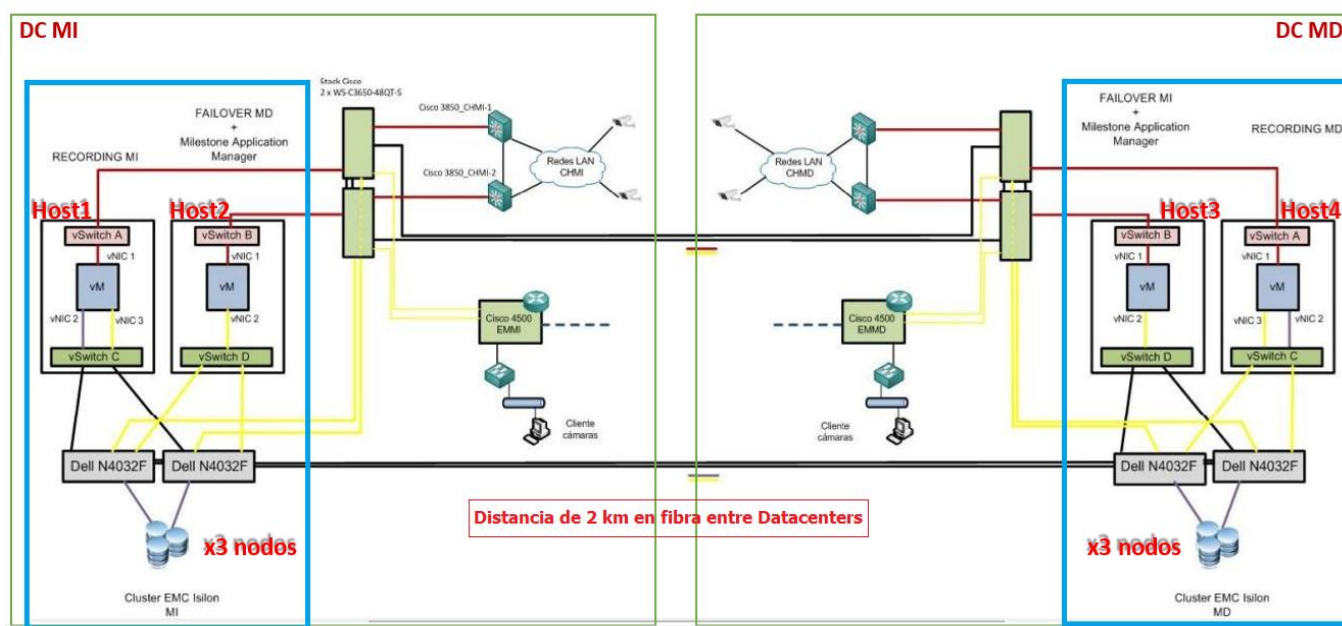 DC MI
DC MD
Stack Cisco
2 x WS-C3650-48QT-S
FAILOVER MD
+
Milestone Application
Manager
RECORDING MI
Cisco 3850_CHMI-1
Cisco 3850_CHMI-2
Redes LAN
CHMI
Redes LAN
CHMD
FAILOVER MI
+
Milestone Application
Manager
RECORDING MD
Host1
Host2
Host3
Host4
vSwitch A
vSwitch B
vSwitch B
vSwitch A
vNIC 1
vNIC 1
vNIC 1
vNIC 1
vM
vM
vM
vM
vNIC 2
vNIC 3
vNIC 2
vNIC 2
vNIC 3
vNIC 2
vSwitch C
vSwitch D
vSwitch D
vSwitch C
Cisco 4500
EMMI
Cisco 4500
EMMD
Cliente
cámaras
Cliente
cámaras
Dell N4032F
Dell N4032F
Dell N4032F
Dell N4032F
Distancia de 2 km en fibra entre Datacenters
x3 nodos
x3 nodos
Cluster EMC Isilon
MI
Cluster EMC Isilon
MD